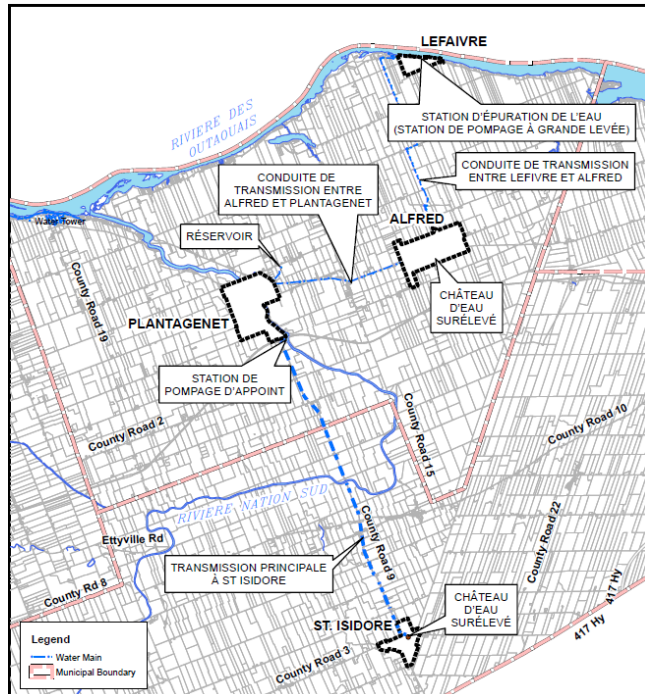 LEFAIVRE
STATION D'ÉPURATION DE L'EAU
(STATION DE POMPAGE À GRANDE LEVÉE)
RIVIERE DES
OUTAOUAIS
CONDUITE DE
TRANSMISSION ENTRE
ALFRED ET PLANTAGENET
CONDUITE DE TRANSMISSION
ENTRE LEFIVRE ET ALFRED
Water Tower
RÉSERVOIR
ALFRED
County Road 19
CHÂTEAU
D'EAU
SURÉLEVÉ
PLANTAGENET
STATION DE
POMPAGE D'APPOINT
County Road 2
County Road 15
County Road 10
RIVIERE NATION SUD
Ettyville Rd
County Road 9
County Road 22
TRANSMISSION PRINCIPALE
À ST ISIDORE
County Rd 8
CHÂTEAU
D'EAU
SURÉLEVÉ
417 Hy
417 Hy
ST. ISIDORE
County Road 3
Legend
Water Main
Municipal Boundary